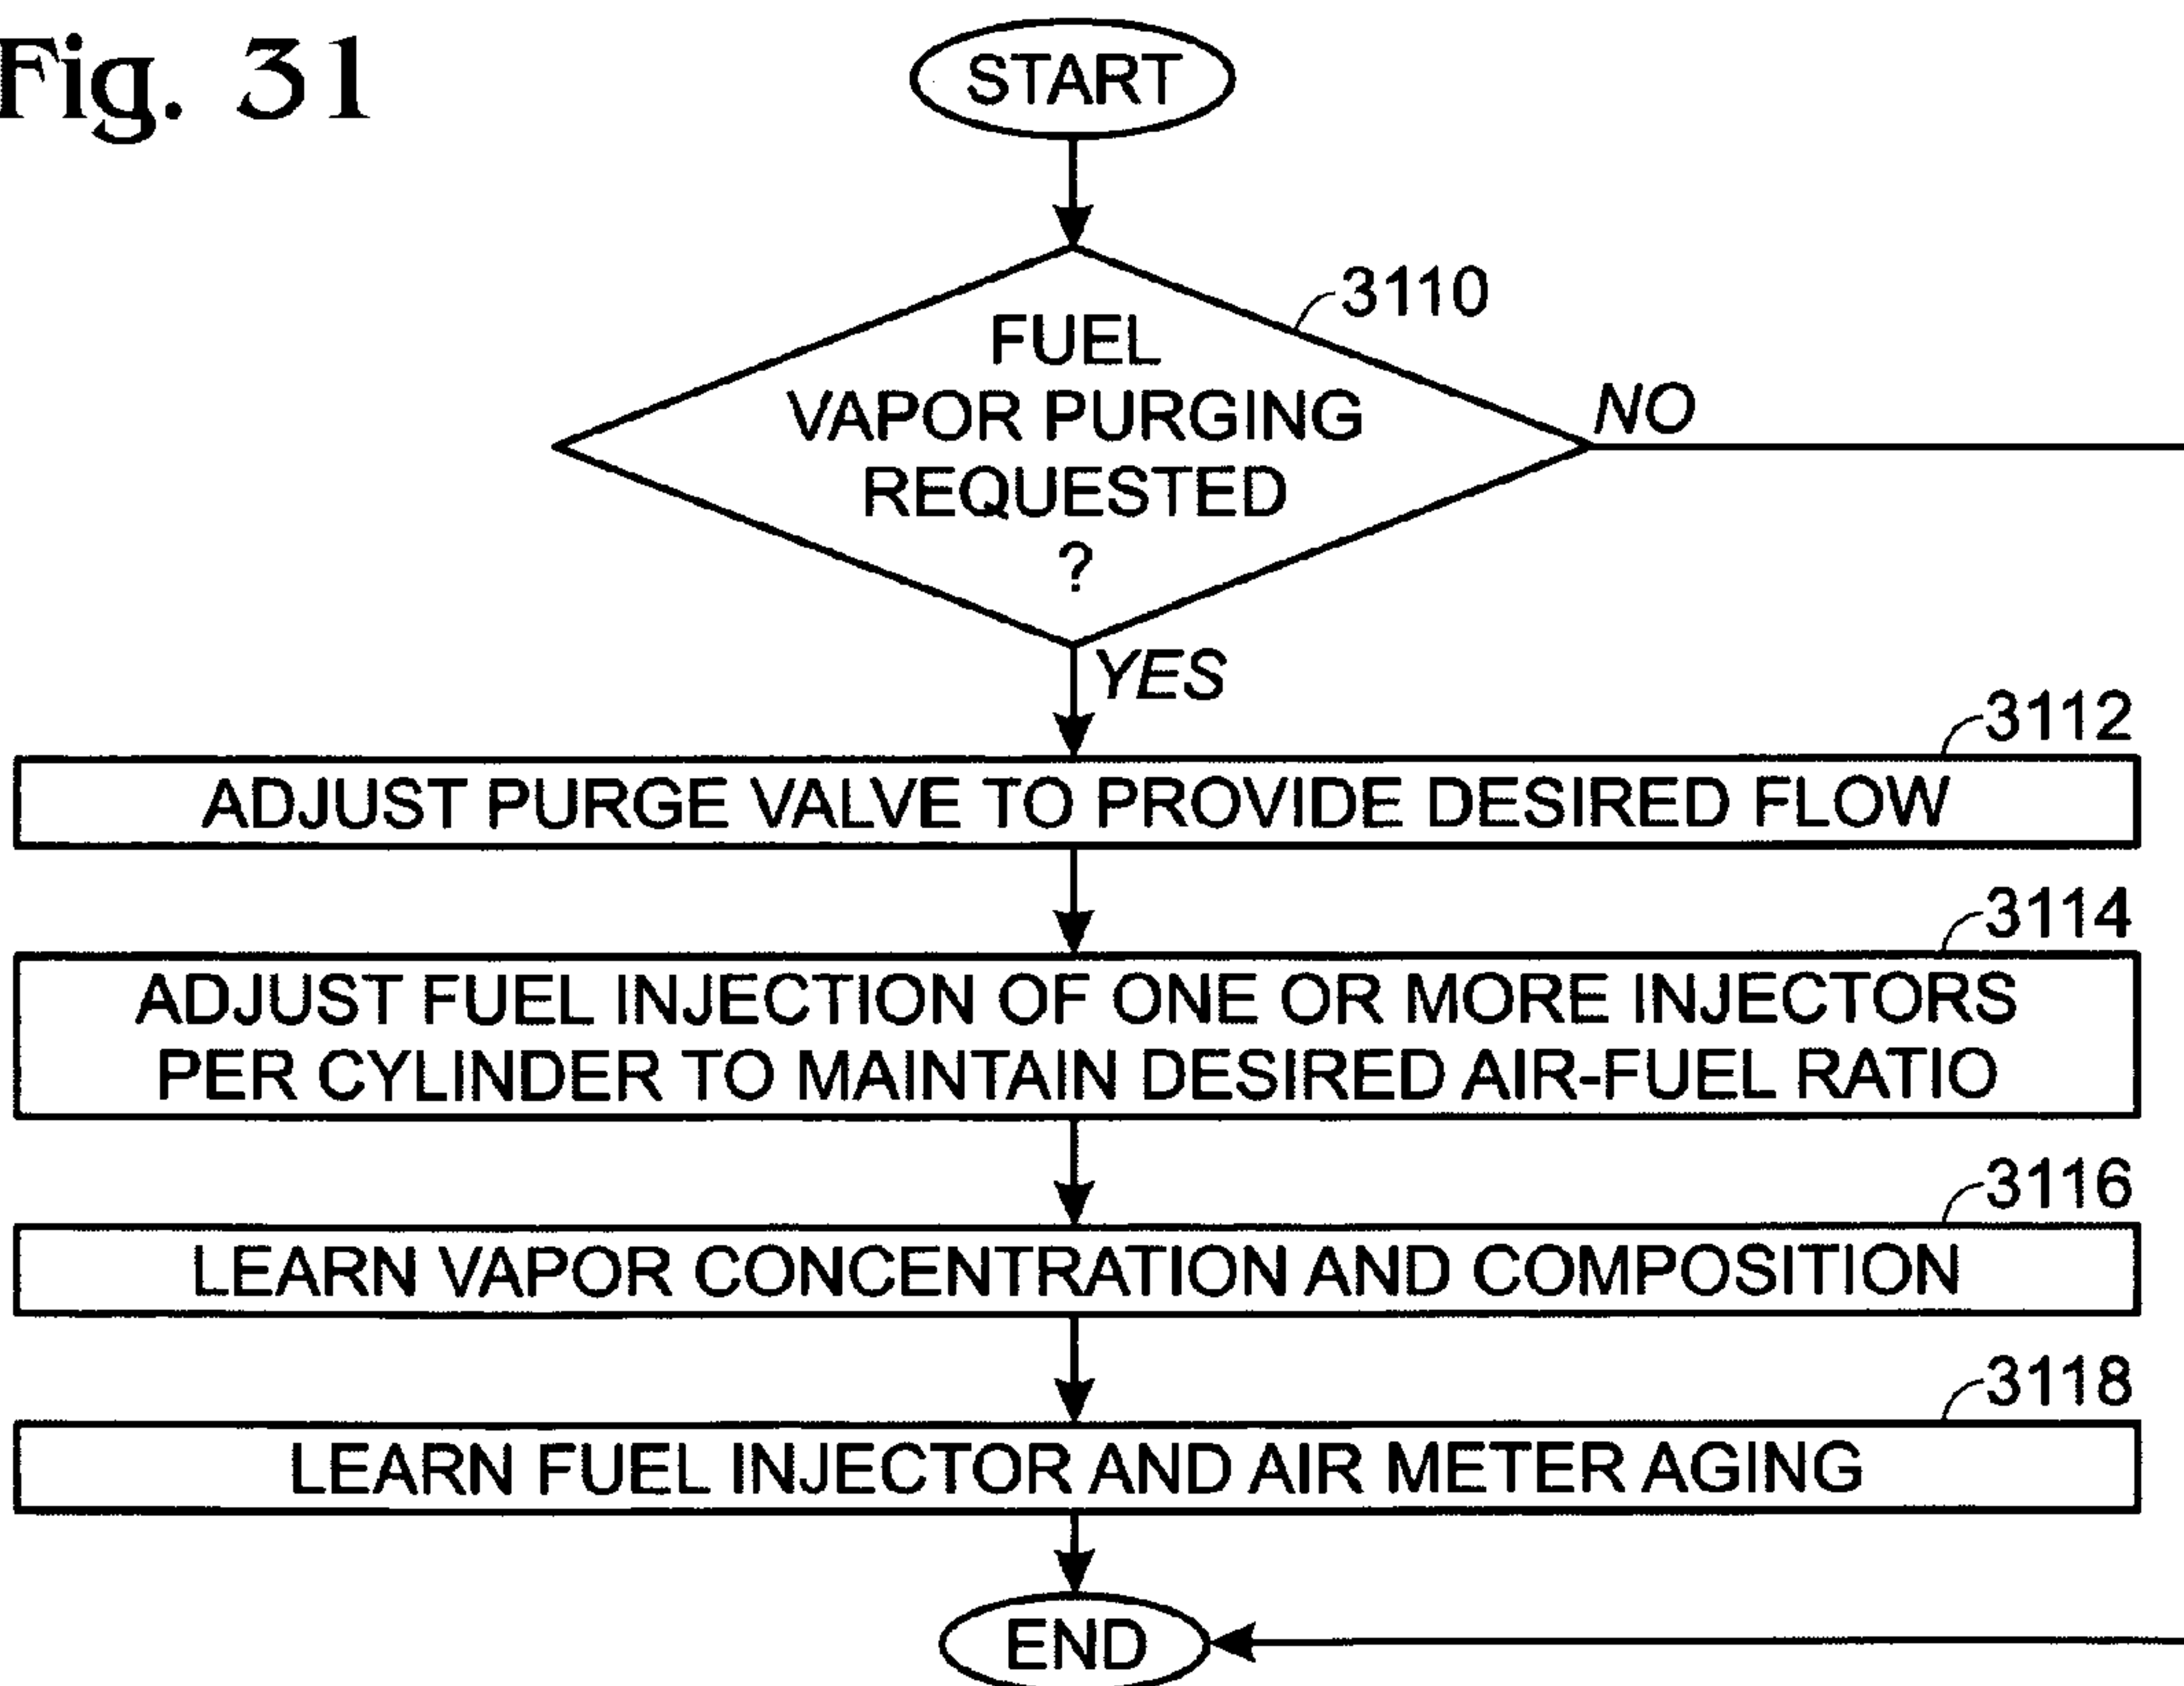 Fig. 31
START
3110
FUEL
VAPOR PURGING
REQUESTED
?
NO
YES
3112
ADJUST PURGE VALVE TO PROVIDE DESIRED FLOW
3114
ADJUST FUEL INJECTION OF ONE OR MORE INJECTORS
PER CYLINDER TO MAINTAIN DESIRED AIR-FUEL RATIO
3116
LEARN VAPOR CONCENTRATION AND COMPOSITION
3118
LEARN FUEL INJECTOR AND AIR METER AGING
END